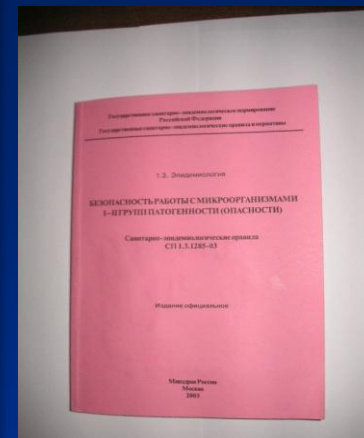 Государственное санитарно-эпидемиологическое нормирование
Российской Федерации
Государственные санитарно-эпидемиологические правила и нормативы
1.3. Эпидемиология
БЕЗОПАСНОСТЬ РАБОТЫ С МИКРООРГАНИЗМАМИ
I–II ГРУПП ПАТОГЕННОСТИ (ОПАСНОСТИ)
Санитарно-эпидемиологические правила
СП 1.3.1285–03
Издание официальное
Минздрав России
Москва
2003